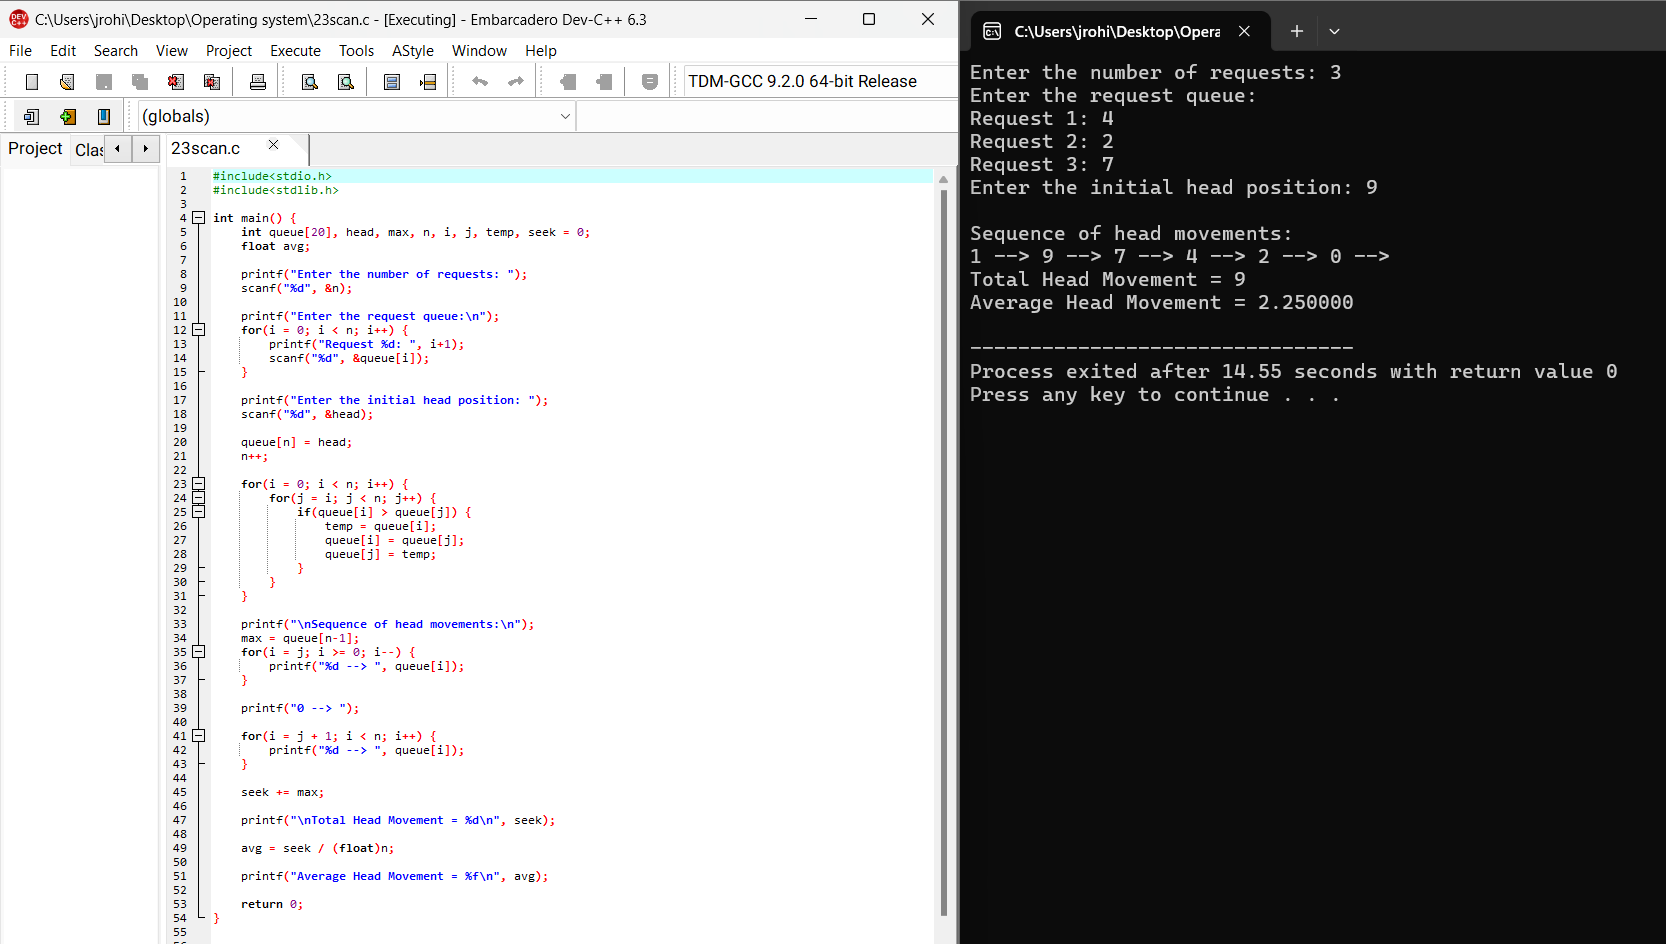 C:\Users\jrohi\Desktop\Operating system\23scan.c - [Executing] - Embarcadero Dev-C++ 6.3
File Edit Search View Project Execute Tools AStyle Window Help
TDM-GCC 9.2.0 64-bit Release
(globals)
Project Clas 23scan.c
1 #include<stdio.h>
2 #include<stdlib.h>
3
4 int main() {
5 int queue[20], head, max, n, i, j, temp, seek = 0;
6 float avg;
7
8 printf("Enter the number of requests: ");
9 scanf("%d", &n);
10
11 printf("Enter the request queue:\n");
12 for(i = 0; i < n; i++) {
13 printf("Request %d: ", i+1);
14 scanf("%d", &queue[i]);
15 }
16
17 printf("Enter the initial head position: ");
18 scanf("%d", &head);
19
20 queue[n] = head;
21 n++;
22
23 for(i = 0; i < n; i++) {
24 for(j = i; j < n; j++) {
25 if(queue[i] > queue[j]) {
26 temp = queue[i];
27 queue[i] = queue[j];
28 queue[j] = temp;
29 }
30 }
31 }
32
33 printf("\nSequence of head movements:\n");
34 max = queue[n-1];
35 for(i = j; i >= 0; i--) {
36 printf("%d --> ", queue[i]);
37 }
38
39 printf("0 --> ");
40
41 for(i = j + 1; i < n; i++) {
42 printf("%d --> ", queue[i]);
43 }
44
45 seek += max;
46
47 printf("\nTotal Head Movement = %d\n", seek);
48
49 avg = seek / (float)n;
50
51 printf("Average Head Movement = %f\n", avg);
52
53 return 0;
54 }
55
C:\Users\jrohi\Desktop\Opera
Enter the number of requests: 3
Enter the request queue:
Request 1: 4
Request 2: 2
Request 3: 7
Enter the initial head position: 9
Sequence of head movements:
1 --> 9 --> 7 --> 4 --> 2 --> 0 -->
Total Head Movement = 9
Average Head Movement = 2.250000
--------------------------------
Process exited after 14.55 seconds with return value 0
Press any key to continue . . .